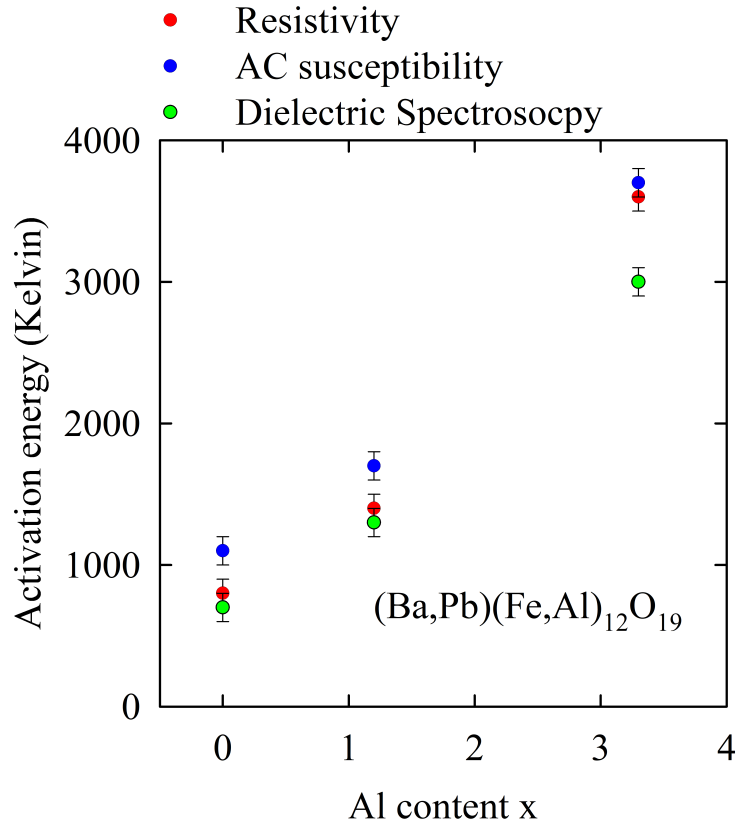 Resistivity
AC susceptibility
Dielectric Spectrosocpy
4000
3000
2000
1000
0
Activation energy (Kelvin)
(Ba,Pb)(Fe,Al)₁₂O₁₉
0 1 2 3 4
Al content x